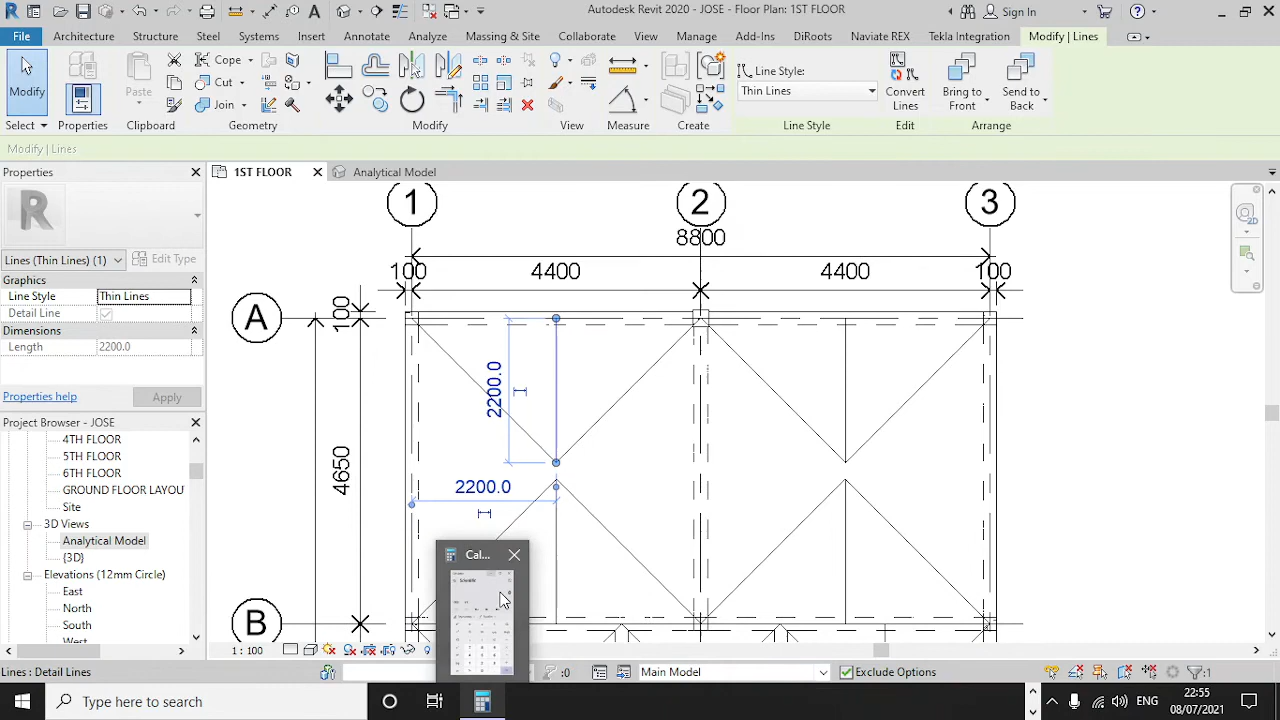 Autodesk Revit 2020 - JOSE - Floor Plan: 1ST FLOOR
Sign In
File Architecture Structure Steel Systems Insert Annotate Analyze Massing & Site Collaborate View Manage Add-Ins DiRoots Naviate REX Tekla Integration Modify | Lines
Modify
Paste
Cope
Cut
Join
Line Style:
Thin Lines
Convert Lines
Bring to Front
Send to Back
Select Properties Clipboard Geometry Modify View Measure Create Line Style Edit Arrange
Modify | Lines
Properties
1ST FLOOR
Analytical Model
Lines (Thin Lines) (1)
Edit Type
Graphics
Line Style Thin Lines
Detail Line
Dimensions
Length 2200.0
Properties help
Apply
Project Browser - JOSE
4TH FLOOR
5TH FLOOR
6TH FLOOR
GROUND FLOOR LAYOU
Site
3D Views
Analytical Model
{3D}
Elevations (12mm Circle)
East
North
South
West
1 2 3
8800
100 4400 4400 100
A
100
2200.0
4650
2200.0
B
Cal...
Scientific
2D
1 : 100
Lines : Detail Lines
:0
Main Model
Exclude Options
:1
Type here to search
ENG
22:55
08/07/2021